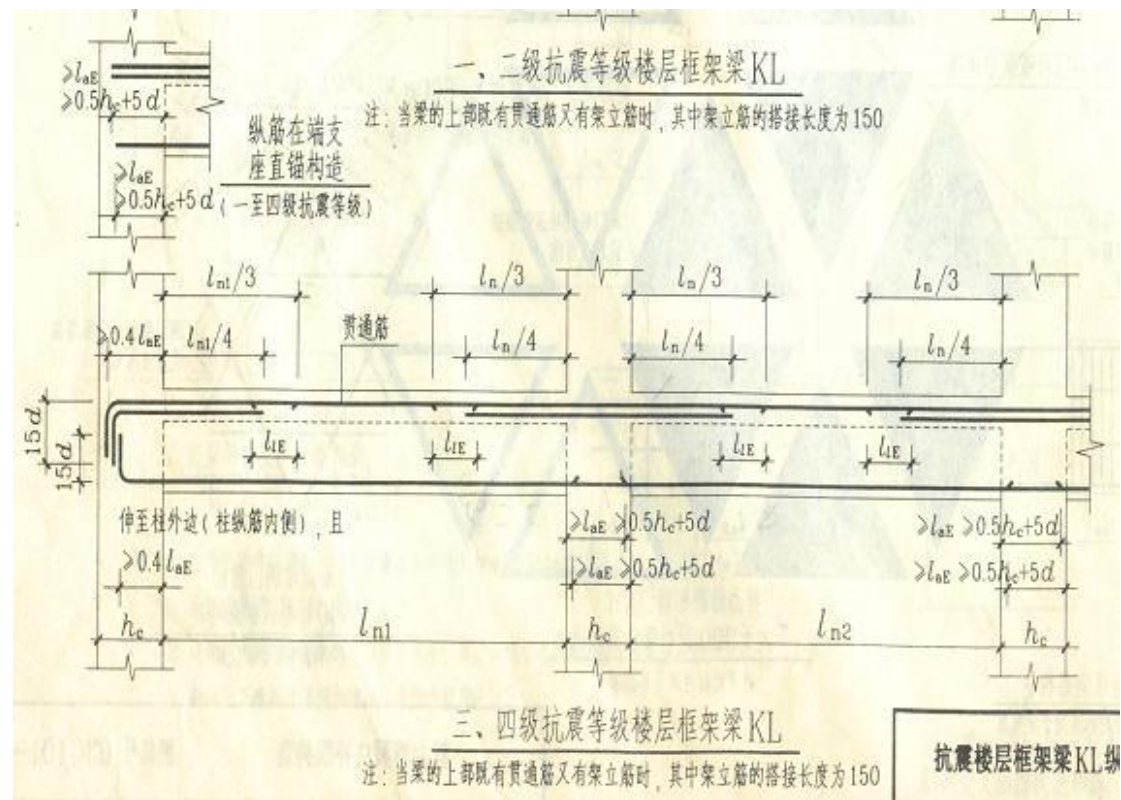 一、二级抗震等级楼层框架梁KL
注：当梁的上部既有贯通筋又有架立筋时，其中架立筋的搭接长度为150
≥laE
≥0.5hc+5d
纵筋在端支
座直锚构造
（一至四级抗震等级）
≥laE
≥0.5hc+5d
ln1/3
ln/3
ln/3
ln/3
≥0.4laE
ln1/4
贯通筋
ln/4
ln/4
ln/4
15d
15d
llE
llE
llE
llE
伸至柱外边(柱纵筋内侧)，且
≥0.4laE
≥laE ≥0.5hc+5d
≥laE ≥0.5hc+5d
≥laE ≥0.5hc+5d
≥laE ≥0.5hc+5d
hc
ln1
hc
ln2
hc
三、四级抗震等级楼层框架梁KL
注：当梁的上部既有贯通筋又有架立筋时，其中架立筋的搭接长度为150
抗震楼层框架梁KL纵